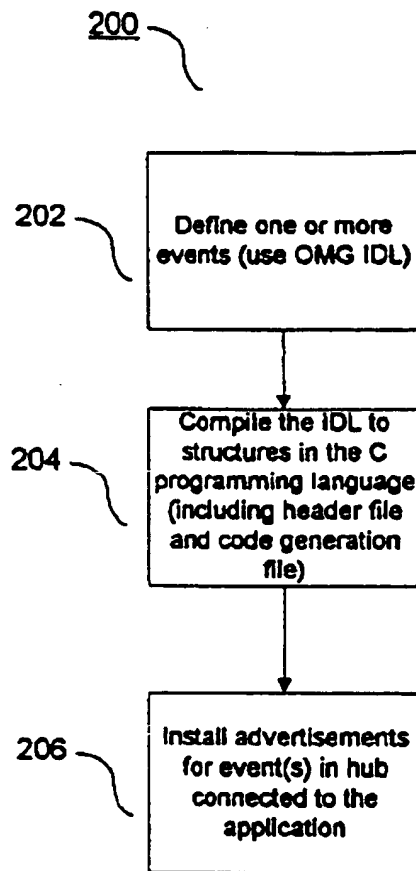 200
202
Define one or more
events (use OMG IDL)
204
Compile the IDL to
structures in the C
programming language
(including header file
and code generation
file)
206
Install advertisements
for event(s) in hub
connected to the
application